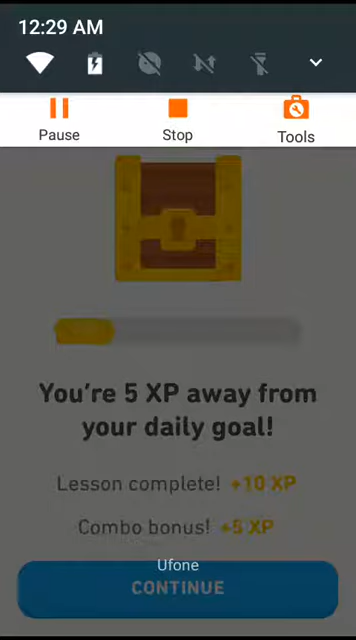 12:29 AM
Pause
Stop
Tools
You're 5 XP away from
your daily goal!
Lesson complete! +10 XP
Combo bonus! +5 XP
Ufone
CONTINUE